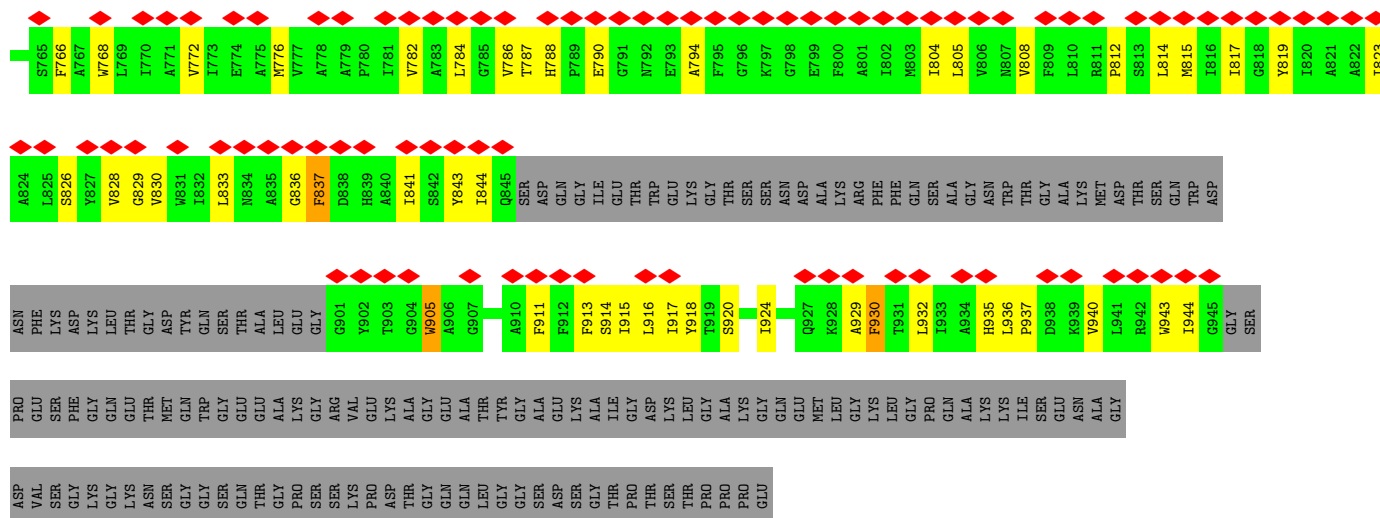 S765 F766 A767 W768 L769 I770 A771 V772 I773 E774 A775 M776 V777 A778 A779 P780 I781 V782 A783 L784 G785 V786 T787 H788 P789 E790 G791 N792 E793 A794 F795 G796 K797 G798 E799 F800 A801 I802 M803 I804 L805 V806 N807 V808 F809 L810 R811 P812 S813 L814 M815 I816 I817 G818 Y819 I820 A821 A822 I823
A824 L825 S826 Y827 V828 G829 V830 W831 I832 L833 N834 A835 G836 F837 D838 H839 A840 I841 S842 Y843 I844 Q845 SER ASP GLN GLY ILE GLU THR TRP GLU LYS GLY THR SER SER ASN ASP ALA LYS ARG PHE PHE GLN SER ALA GLY ASN TRP THR GLY ALA LYS MET ASP THR SER GLN TRP ASP
ASN PHE LYS ASP LYS LEU THR GLY ASP TYR GLN SER THR ALA LEU GLU GLY G901 Y902 T903 G904 W905 A906 G907 A910 F911 F912 F913 S914 I915 L916 I917 Y918 T919 S920 I924 Q927 K928 A929 F930 T931 L932 I933 A934 H935 L936 P937 D938 K939 V940 L941 R942 W943 I944 G945 GLY SER
PRO GLU SER PHE GLY GLN GLU THR MET GLN TRP GLY GLU GLU ALA LYS GLY ARG VAL GLU LYS ALA GLY GLU ALA THR TYR GLY ALA GLU LYS ALA ILE GLY ASP LYS LEU GLY ALA LYS GLY GLN GLU MET LEU GLY LYS LEU GLY PRO GLN ALA LYS LYS ILE SER GLU ASN ALA GLY
ASP VAL SER GLY LYS GLY LYS ASN SER GLY GLY SER GLN THR GLY PRO SER SER LYS PRO ASP THR GLY GLN GLN LEU GLY GLY SER ASP SER GLY THR PRO THR SER THR PRO PRO PRO GLU